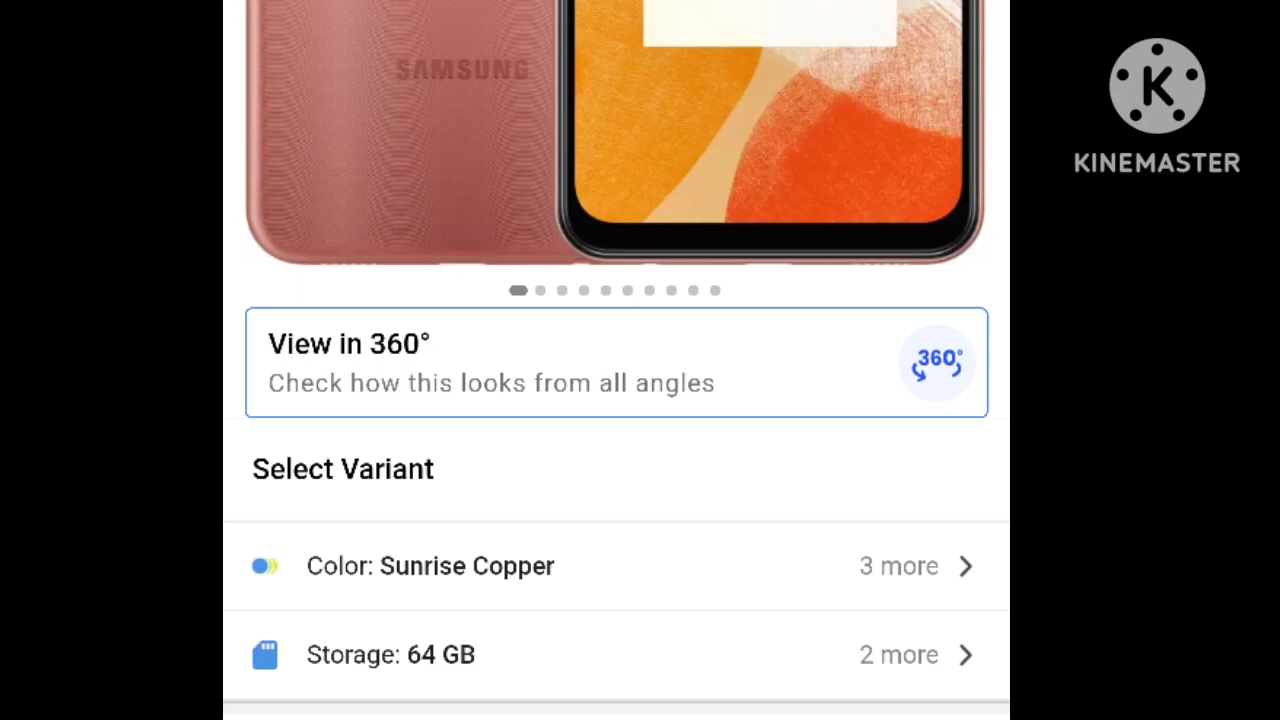 SAMSUNG
KINEMASTER
360°
View in 360°
Check how this looks from all angles
Select Variant
Color: Sunrise Copper
3 more
Storage: 64 GB
2 more